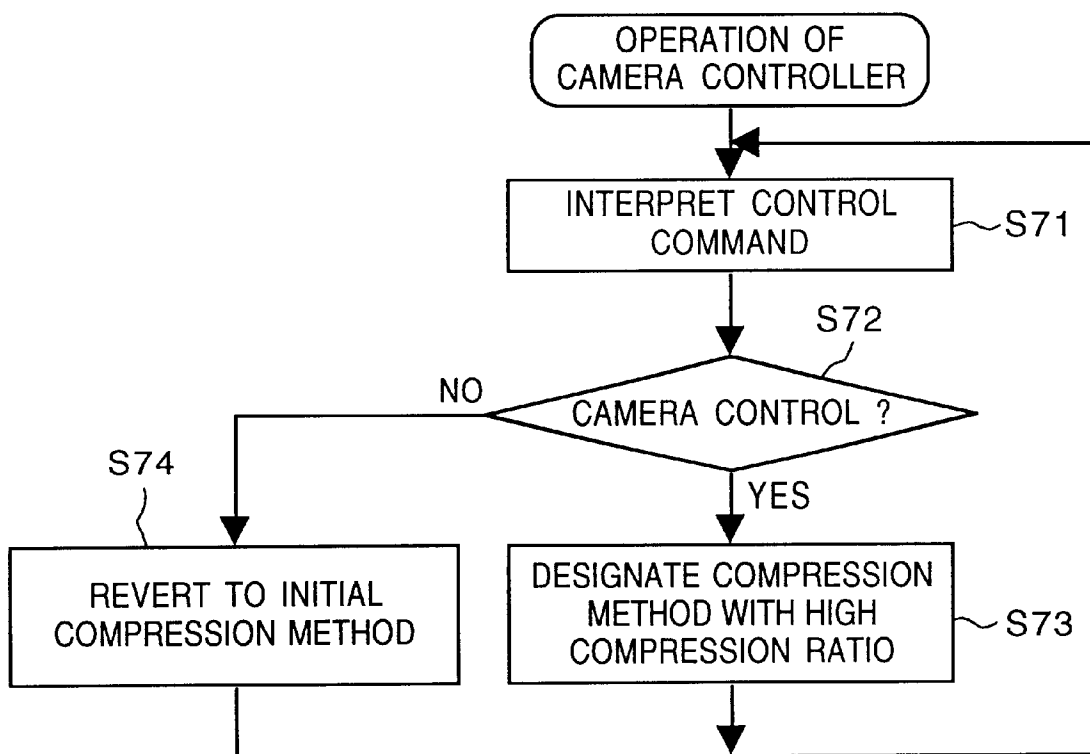 OPERATION OF
CAMERA CONTROLLER
INTERPRET CONTROL
COMMAND
S71
S72
CAMERA CONTROL ?
NO
YES
S74
REVERT TO INITIAL
COMPRESSION METHOD
DESIGNATE COMPRESSION
METHOD WITH HIGH
COMPRESSION RATIO
S73